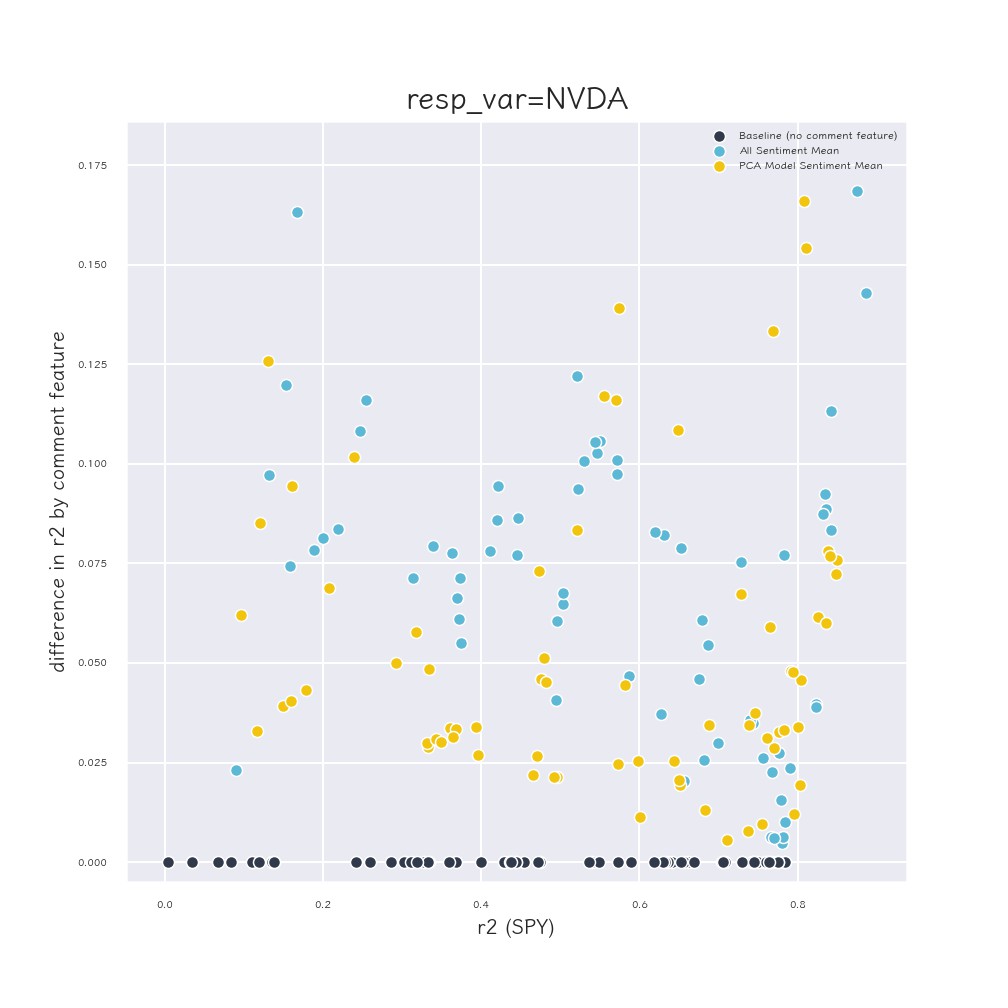 resp_var=NVDA
Baseline (no comment feature)
All Sentiment Mean
PCA Model Sentiment Mean
difference in r2 by comment feature
0.175
0.150
0.125
0.100
0.075
0.050
0.025
0.000
0.0 0.2 0.4 0.6 0.8
r2 (SPY)